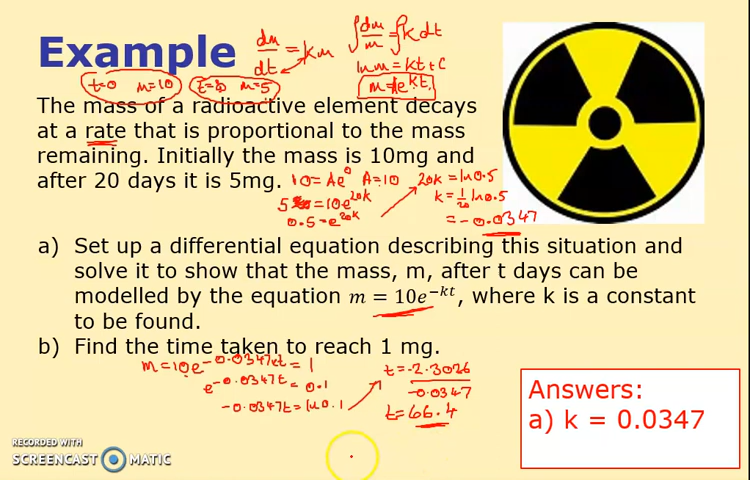 Example
dm/dt = km
∫dm/m = ∫k dt
ln m = kt + c
m = Ae^kt
t=0 m=10
t=20 m=5
The mass of a radioactive element decays
at a rate that is proportional to the mass
remaining. Initially the mass is 10mg and
after 20 days it is 5mg.
10 = Ae^0 A = 10
5 = 10e^20k
0.5 = e^20k
20k = ln 0.5
k = 1/20 ln 0.5
= -0.0347
a) Set up a differential equation describing this situation and
solve it to show that the mass, m, after t days can be
modelled by the equation m = 10e^−kt, where k is a constant
to be found.
b) Find the time taken to reach 1 mg.
m = 10e^-0.0347t = 1
e^-0.0347t = 0.1
-0.0347t = ln 0.1
t = -2.3026/-0.0347
t = 66.4
Answers:
a) k = 0.0347
RECORDED WITH
SCREENCAST MATIC